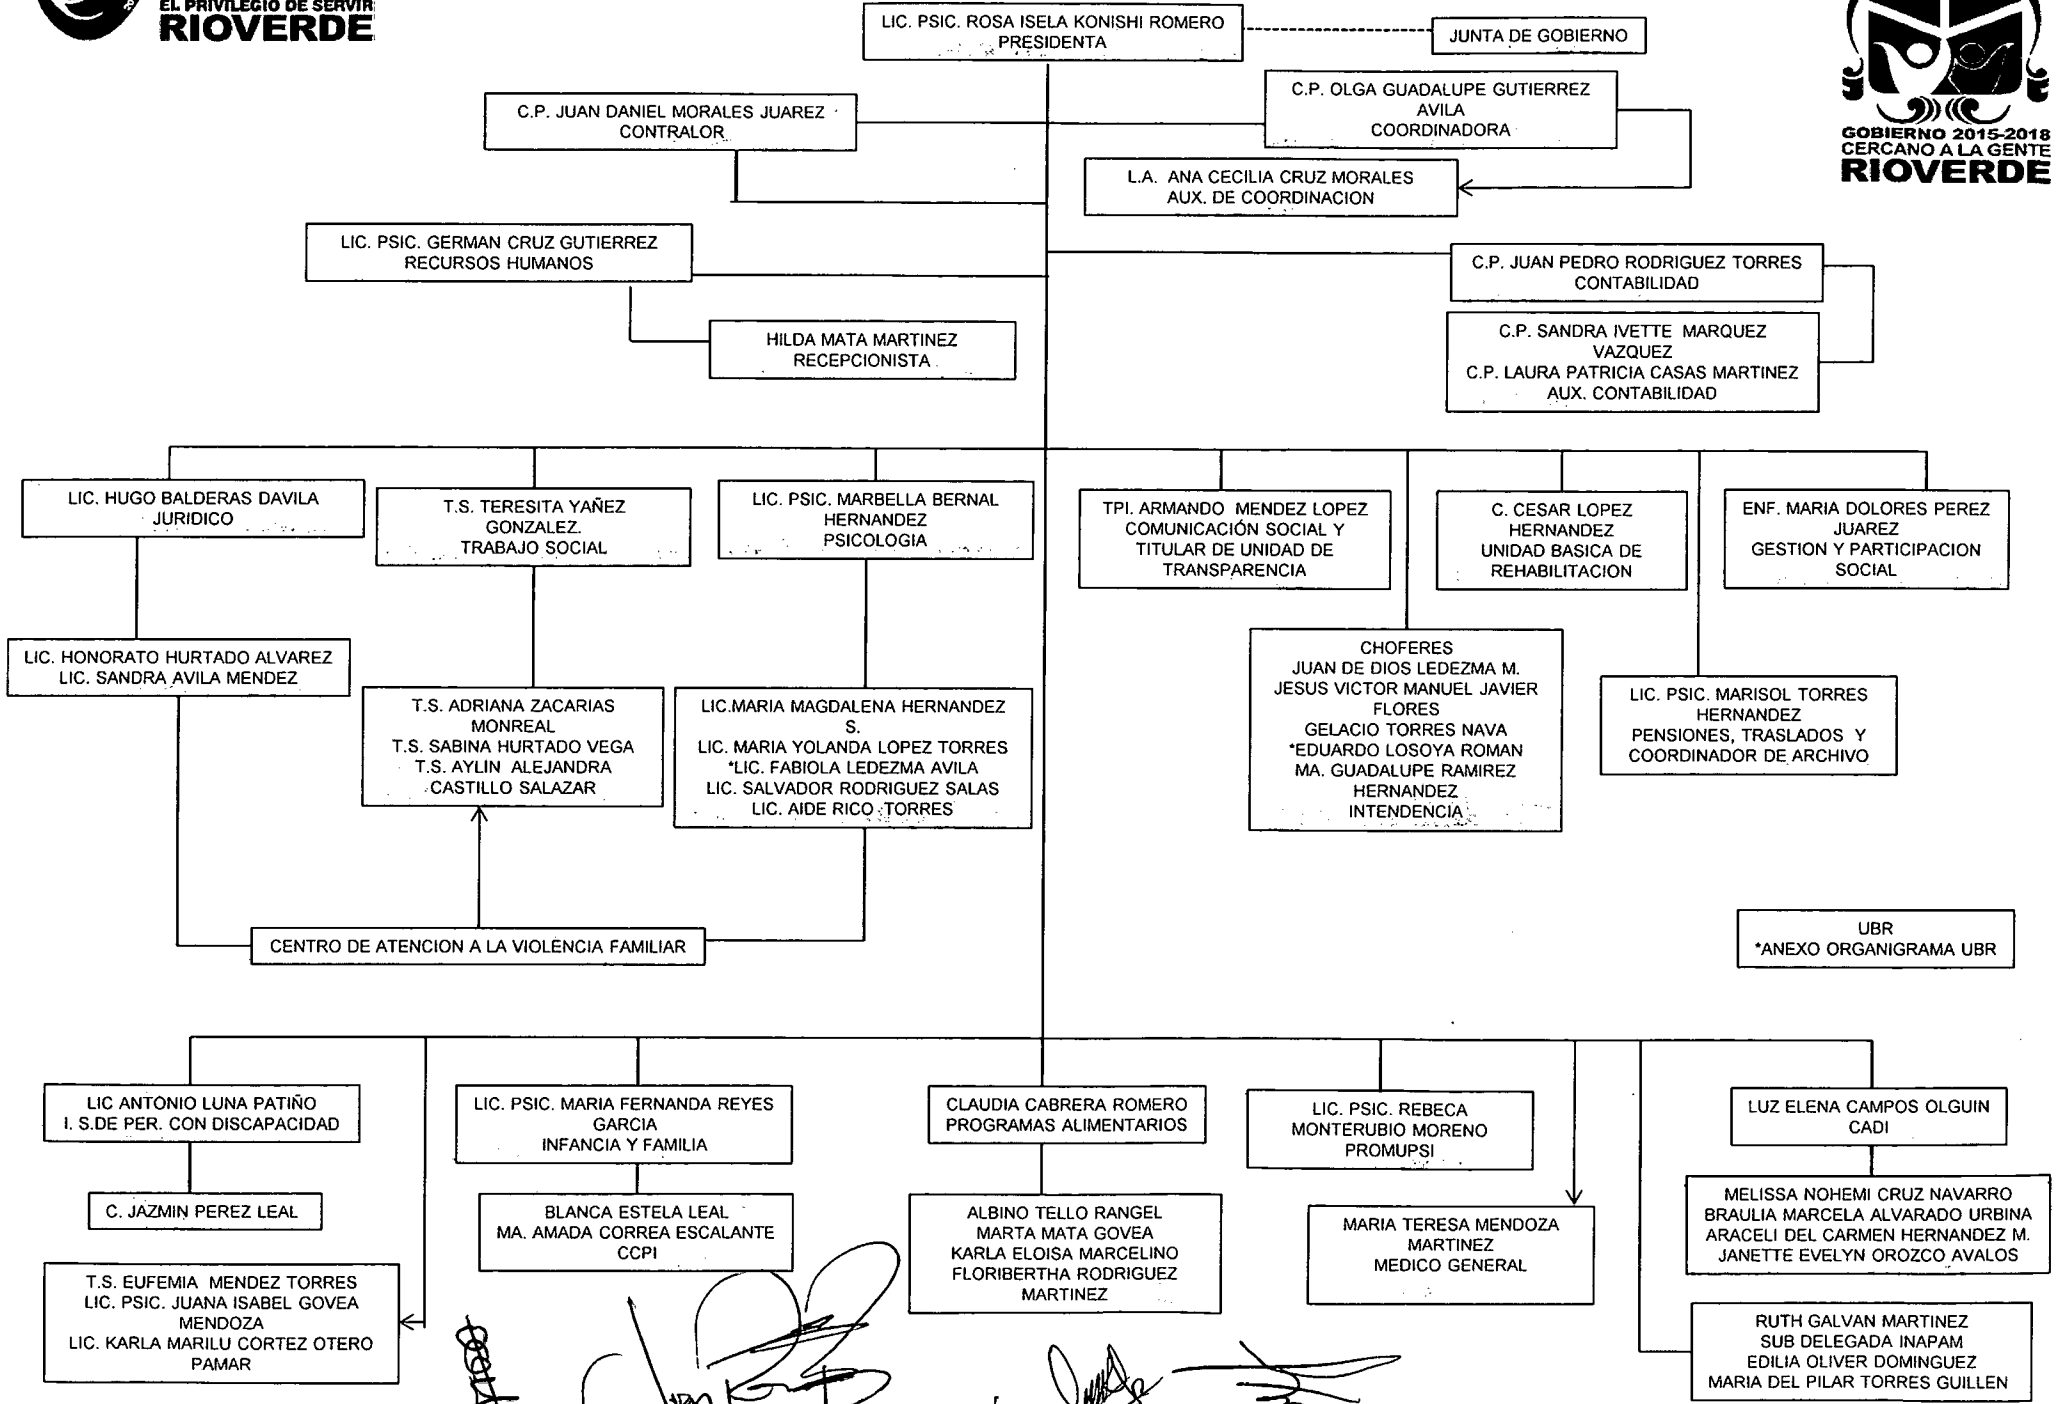 EL PRIVILEGIO DE SERVIR
RIOVERDE
LIC. PSIC. ROSA ISELA KONISHI ROMERO
PRESIDENTA
JUNTA DE GOBIERNO
GOBIERNO 2015-2018
CERCANO A LA GENTE
RIOVERDE
C.P. JUAN DANIEL MORALES JUAREZ
CONTRALOR
C.P. OLGA GUADALUPE GUTIERREZ
AVILA
COORDINADORA
L.A. ANA CECILIA CRUZ MORALES
AUX. DE COORDINACION
LIC. PSIC. GERMAN CRUZ GUTIERREZ
RECURSOS HUMANOS
C.P. JUAN PEDRO RODRIGUEZ TORRES
CONTABILIDAD
HILDA MATA MARTINEZ
RECEPCIONISTA
C.P. SANDRA IVETTE MARQUEZ
VAZQUEZ
C.P. LAURA PATRICIA CASAS MARTINEZ
AUX. CONTABILIDAD
LIC. HUGO BALDERAS DAVILA
JURIDICO
T.S. TERESITA YAÑEZ
GONZALEZ.
TRABAJO SOCIAL
LIC. PSIC. MARBELLA BERNAL
HERNANDEZ
PSICOLOGIA
TPI. ARMANDO MENDEZ LOPEZ
COMUNICACIÓN SOCIAL Y
TITULAR DE UNIDAD DE
TRANSPARENCIA
C. CESAR LOPEZ
HERNANDEZ
UNIDAD BASICA DE
REHABILITACION
ENF. MARIA DOLORES PEREZ
JUAREZ
GESTION Y PARTICIPACION
SOCIAL
LIC. HONORATO HURTADO ALVAREZ
LIC. SANDRA AVILA MENDEZ
T.S. ADRIANA ZACARIAS
MONREAL
T.S. SABINA HURTADO VEGA
T.S. AYLIN ALEJANDRA
CASTILLO SALAZAR
LIC.MARIA MAGDALENA HERNANDEZ
S.
LIC. MARIA YOLANDA LOPEZ TORRES
*LIC. FABIOLA LEDEZMA AVILA
LIC. SALVADOR RODRIGUEZ SALAS
LIC. AIDE RICO TORRES
CHOFERES
JUAN DE DIOS LEDEZMA M.
JESUS VICTOR MANUEL JAVIER
FLORES
GELACIO TORRES NAVA
*EDUARDO LOSOYA ROMAN
MA. GUADALUPE RAMIREZ
HERNANDEZ
INTENDENCIA
LIC. PSIC. MARISOL TORRES
HERNANDEZ
PENSIONES, TRASLADOS Y
COORDINADOR DE ARCHIVO
CENTRO DE ATENCION A LA VIOLENCIA FAMILIAR
UBR
*ANEXO ORGANIGRAMA UBR
LIC ANTONIO LUNA PATIÑO
I. S.DE PER. CON DISCAPACIDAD
LIC. PSIC. MARIA FERNANDA REYES
GARCIA
INFANCIA Y FAMILIA
CLAUDIA CABRERA ROMERO
PROGRAMAS ALIMENTARIOS
LIC. PSIC. REBECA
MONTERUBIO MORENO
PROMUPSI
LUZ ELENA CAMPOS OLGUIN
CADI
C. JAZMIN PEREZ LEAL
BLANCA ESTELA LEAL
MA. AMADA CORREA ESCALANTE
CCPI
ALBINO TELLO RANGEL
MARTA MATA GOVEA
KARLA ELOISA MARCELINO
FLORIBERTHA RODRIGUEZ
MARTINEZ
MARIA TERESA MENDOZA
MARTINEZ
MEDICO GENERAL
MELISSA NOHEMI CRUZ NAVARRO
BRAULIA MARCELA ALVARADO URBINA
ARACELI DEL CARMEN HERNANDEZ M.
JANETTE EVELYN OROZCO AVALOS
T.S. EUFEMIA MENDEZ TORRES
LIC. PSIC. JUANA ISABEL GOVEA
MENDOZA
LIC. KARLA MARILU CORTEZ OTERO
PAMAR
RUTH GALVAN MARTINEZ
SUB DELEGADA INAPAM
EDILIA OLIVER DOMINGUEZ
MARIA DEL PILAR TORRES GUILLEN